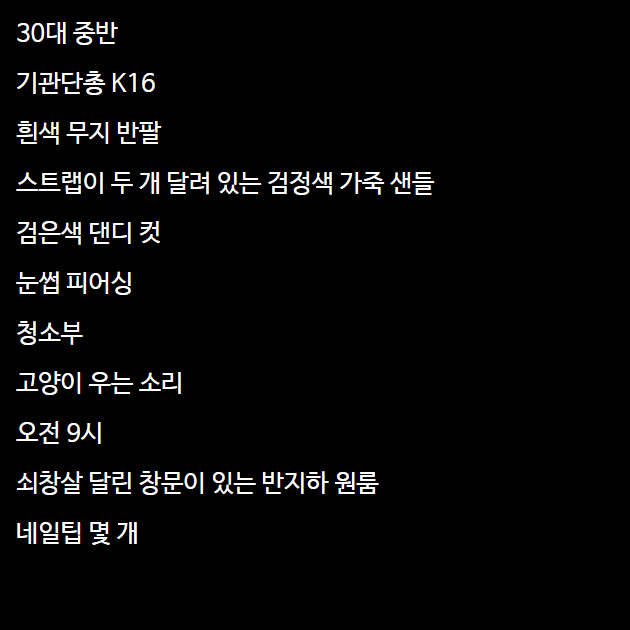 30대 중반
기관단총 K16
흰색 무지 반팔
스트랩이 두 개 달려 있는 검정색 가죽 샌들
검은색 댄디 컷
눈썹 피어싱
청소부
고양이 우는 소리
오전 9시
쇠창살 달린 창문이 있는 반지하 원룸
네일팁 몇 개